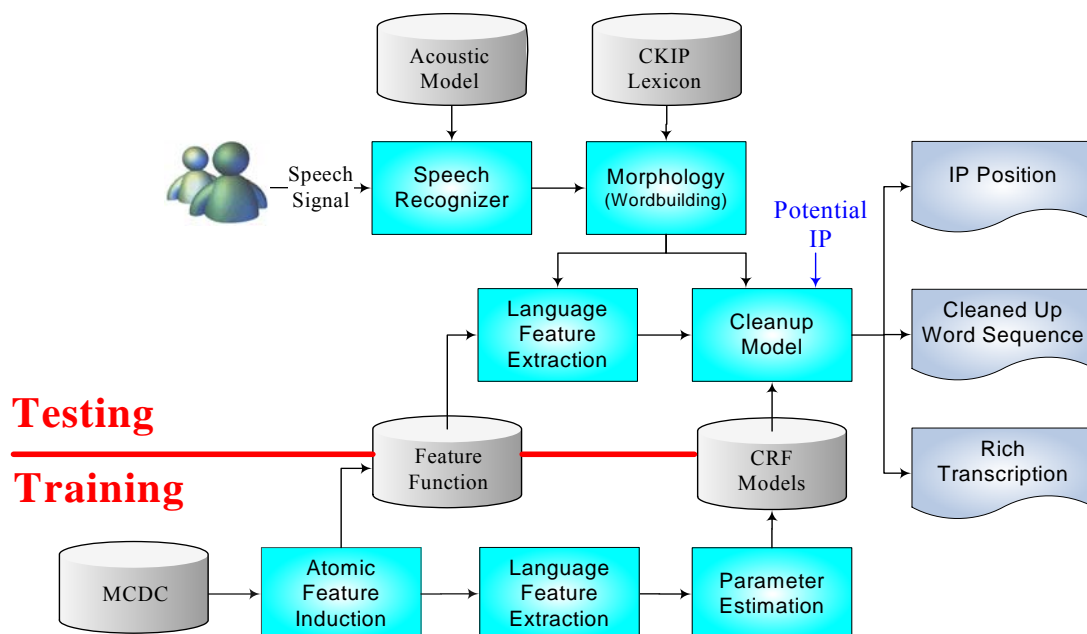 Acoustic
Model
CKIP
Lexicon
Speech
Signal
Speech
Recognizer
Morphology
(Wordbuilding)
Potential
IP
IP Position
Language
Feature
Extraction
Cleanup
Model
Cleaned Up
Word Sequence
Testing
Training
Feature
Function
CRF
Models
Rich
Transcription
MCDC
Atomic
Feature
Induction
Language
Feature
Extraction
Parameter
Estimation